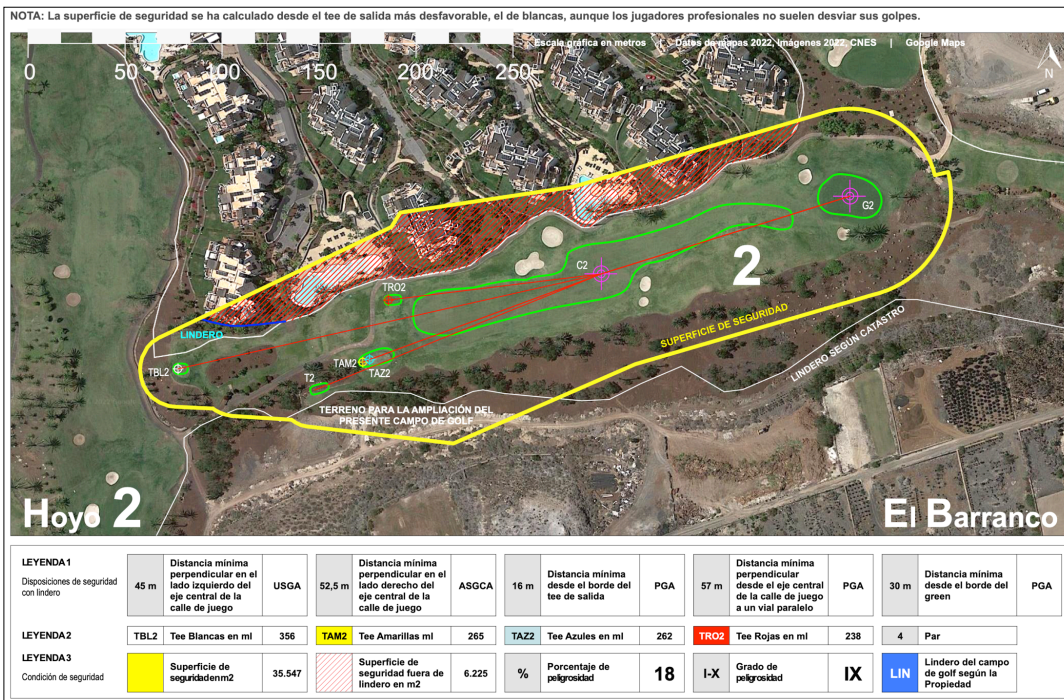 NOTA: La superficie de seguridad se ha calculado desde el tee de salida más desfavorable, el de blancas, aunque los jugadores profesionales no suelen desviar sus golpes.
Escala gráfica en metros | Datos de mapas 2022, Imágenes 2022, CNES | Google Maps
0 50 100 150 200 250
N
G2
C2
2
TRO2
LINDERO
SUPERFICIE DE SEGURIDAD
LINDERO SEGÚN CATASTRO
TBL2
TAM2
TAZ2
T2
TERRENO PARA LA AMPLIACIÓN DEL
PRESENTE CAMPO DE GOLF
Hoyo 2
El Barranco
LEYENDA1
Disposiciones de seguridad
con lindero
45 m
Distancia mínima
perpendicular en el
lado izquierdo del
eje central de la
calle de juego
USGA
52,5 m
Distancia mínima
perpendicular en el
lado derecho del
eje central de la
calle de juego
ASGCA
16 m
Distancia mínima
desde el borde del
tee de salida
PGA
57 m
Distancia mínima
perpendicular
desde el eje central
de la calle de juego
a un vial paralelo
PGA
30 m
Distancia mínima
desde el borde del
green
PGA
LEYENDA2
TBL2 Tee Blancas en ml 356
TAM2 Tee Amarillas ml 265
TAZ2 Tee Azules en ml 262
TRO2 Tee Rojas en ml 238
4 Par
LEYENDA3
Condición de seguridad
Superficie de
seguridadenm2
35.547
Superficie de
seguridad fuera de
lindero en m2
6.225
%
Porcentaje de
peligrosidad
18
I-X
Grado de
peligrosidad
IX
LIN
Lindero del campo
de golf según la
Propiedad